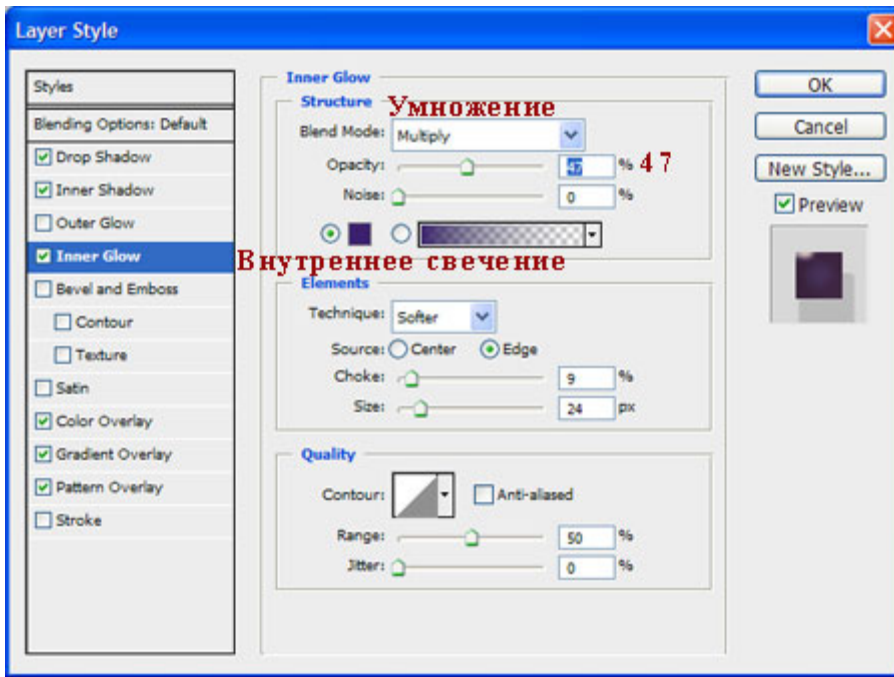 Layer Style
Styles
Blending Options: Default
Drop Shadow
Inner Shadow
Outer Glow
Inner Glow
Bevel and Emboss
Contour
Texture
Satin
Color Overlay
Gradient Overlay
Pattern Overlay
Stroke
Inner Glow
Structure
Умножение
Blend Mode: Multiply
Opacity: 47 % 47
Noise: 0 %
Внутреннее свечение
Elements
Technique: Softer
Source: Center Edge
Choke: 9 %
Size: 24 px
Quality
Contour: Anti-aliased
Range: 50 %
Jitter: 0 %
OK
Cancel
New Style...
Preview